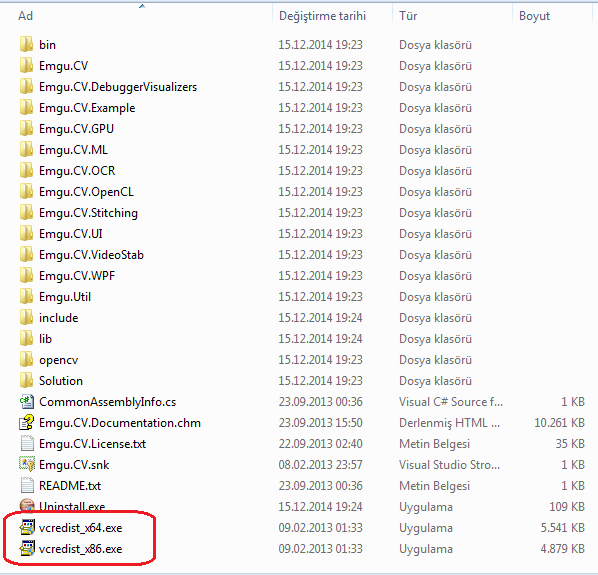 Ad Değiştirme tarihi Tür Boyut
bin 15.12.2014 19:23 Dosya klasörü
Emgu.CV 15.12.2014 19:23 Dosya klasörü
Emgu.CV.DebuggerVisualizers 15.12.2014 19:23 Dosya klasörü
Emgu.CV.Example 15.12.2014 19:23 Dosya klasörü
Emgu.CV.GPU 15.12.2014 19:23 Dosya klasörü
Emgu.CV.ML 15.12.2014 19:23 Dosya klasörü
Emgu.CV.OCR 15.12.2014 19:23 Dosya klasörü
Emgu.CV.OpenCL 15.12.2014 19:23 Dosya klasörü
Emgu.CV.Stitching 15.12.2014 19:23 Dosya klasörü
Emgu.CV.UI 15.12.2014 19:23 Dosya klasörü
Emgu.CV.VideoStab 15.12.2014 19:23 Dosya klasörü
Emgu.CV.WPF 15.12.2014 19:23 Dosya klasörü
Emgu.Util 15.12.2014 19:23 Dosya klasörü
include 15.12.2014 19:24 Dosya klasörü
lib 15.12.2014 19:24 Dosya klasörü
opencv 15.12.2014 19:23 Dosya klasörü
Solution 15.12.2014 19:23 Dosya klasörü
CommonAssemblyInfo.cs 23.09.2013 00:36 Visual C# Source f... 1 KB
Emgu.CV.Documentation.chm 23.09.2013 15:50 Derlenmiş HTML ... 10.261 KB
Emgu.CV.License.txt 22.09.2013 02:40 Metin Belgesi 35 KB
Emgu.CV.snk 08.02.2013 23:57 Visual Studio Stro... 1 KB
README.txt 23.09.2013 00:36 Metin Belgesi 1 KB
Uninstall.exe 15.12.2014 19:24 Uygulama 109 KB
vcredist_x64.exe 09.02.2013 01:33 Uygulama 5.541 KB
vcredist_x86.exe 09.02.2013 01:33 Uygulama 4.879 KB